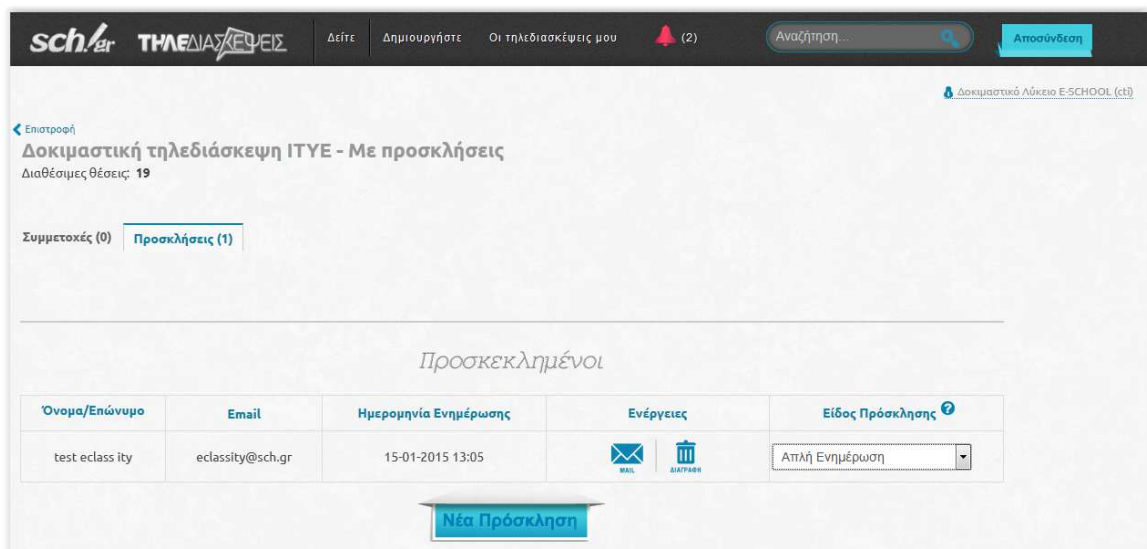 sch.gr ΤΗΛΕΔΙΑΣΚΕΨΕΙΣ Δείτε Δημιουργήστε Οι τηλεδιασκέψεις μου (2) Αναζήτηση... Αποσύνδεση
Δοκιμαστικό Λύκειο E-SCHOOL (cti)
Επιστροφή
Δοκιμαστική τηλεδιάσκεψη ΙΤΥΕ - Με προσκλήσεις
Διαθέσιμες θέσεις: 19
Συμμετοχές (0) Προσκλήσεις (1)
Προσκεκλημένοι
Όνομα/Επώνυμο Email Ημερομηνία Ενημέρωσης Ενέργειες Είδος Πρόσκλησης ?
test eclass ity eclassity@sch.gr 15-01-2015 13:05 MAIL ΔΙΑΓΡΑΦΗ Απλή Ενημέρωση
Νέα Πρόσκληση